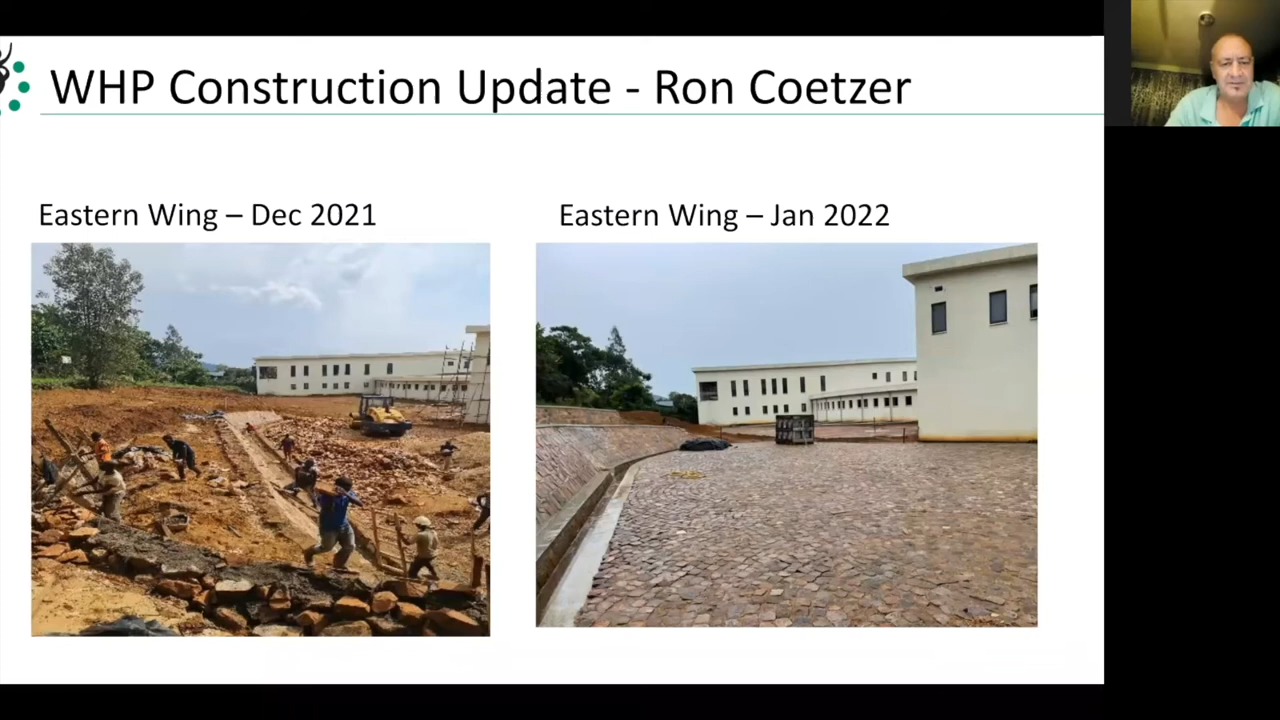 WHP Construction Update - Ron Coetzer
Eastern Wing – Dec 2021
Eastern Wing – Jan 2022